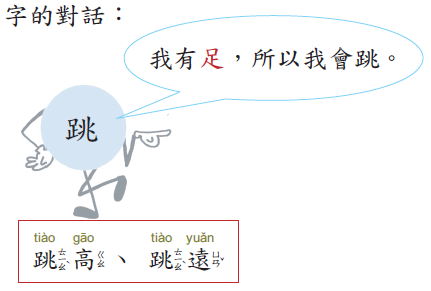 字的對話：
我有足，所以我會跳。
跳
tiào gāo tiào yuǎn
跳ㄊㄧㄠˋ高ㄍㄠ、跳ㄊㄧㄠˋ遠ㄩㄢˇ